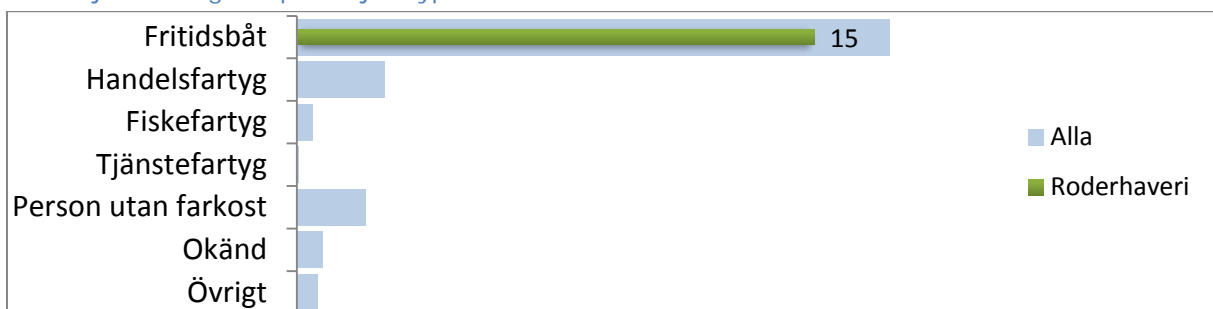 Fritidsbåt
15
Handelsfartyg
Fiskefartyg
Tjänstefartyg
Person utan farkost
Okänd
Övrigt
Alla
Roderhaveri